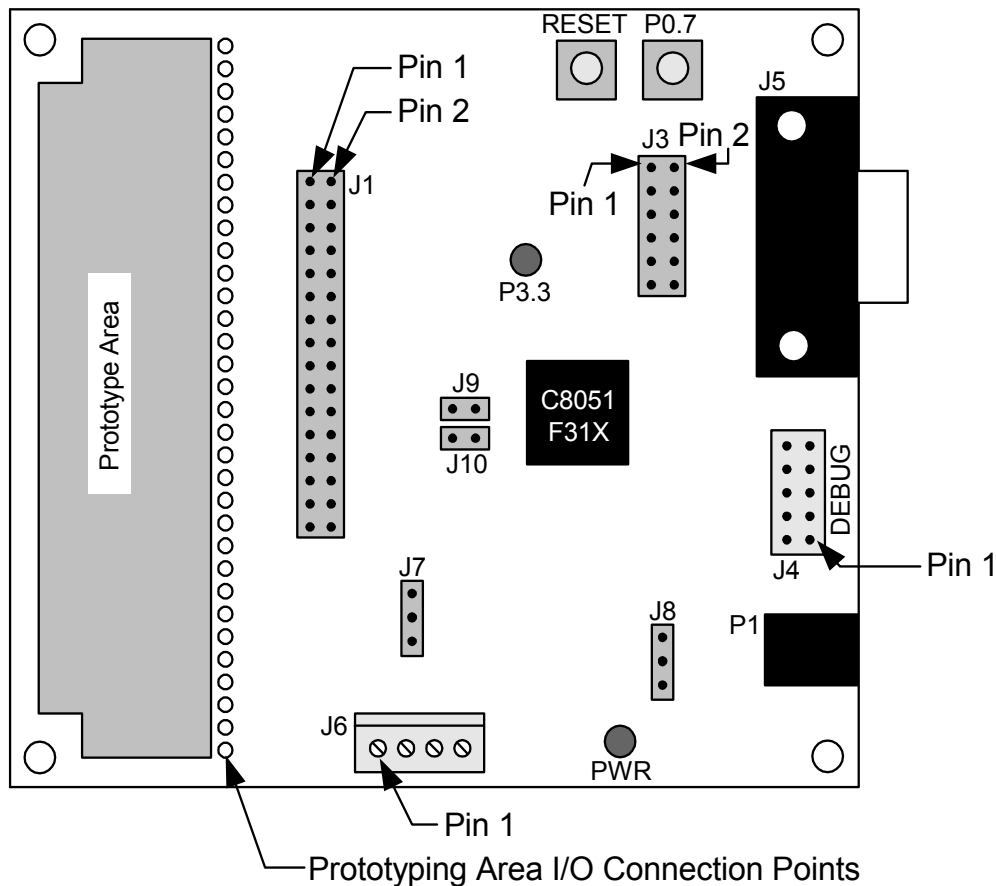 RESET P0.7
Pin 1
Pin 2
J5
J3
Pin 2
Pin 1
J1
P3.3
Prototype Area
J9
C8051
F31X
J10
DEBUG
J4
Pin 1
J7
J8
P1
J6
PWR
Pin 1
Prototyping Area I/O Connection Points